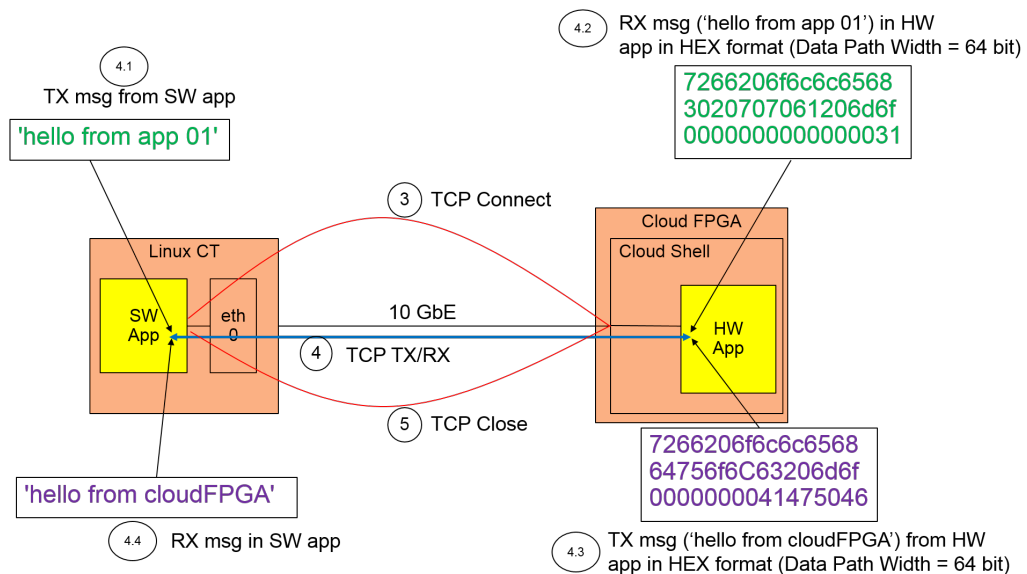 4.1
TX msg from SW app
'hello from app 01'
4.2
RX msg ('hello from app 01') in HW
app in HEX format (Data Path Width = 64 bit)
7266206f6c6c6568
3020707061206d6f
0000000000000031
3
TCP Connect
Linux CT
SW
App
eth
0
10 GbE
4
TCP TX/RX
Cloud FPGA
Cloud Shell
HW
App
5
TCP Close
'hello from cloudFPGA'
4.4
RX msg in SW app
7266206f6c6c6568
64756f6C63206d6f
0000000041475046
4.3
TX msg ('hello from cloudFPGA') from HW
app in HEX format (Data Path Width = 64 bit)